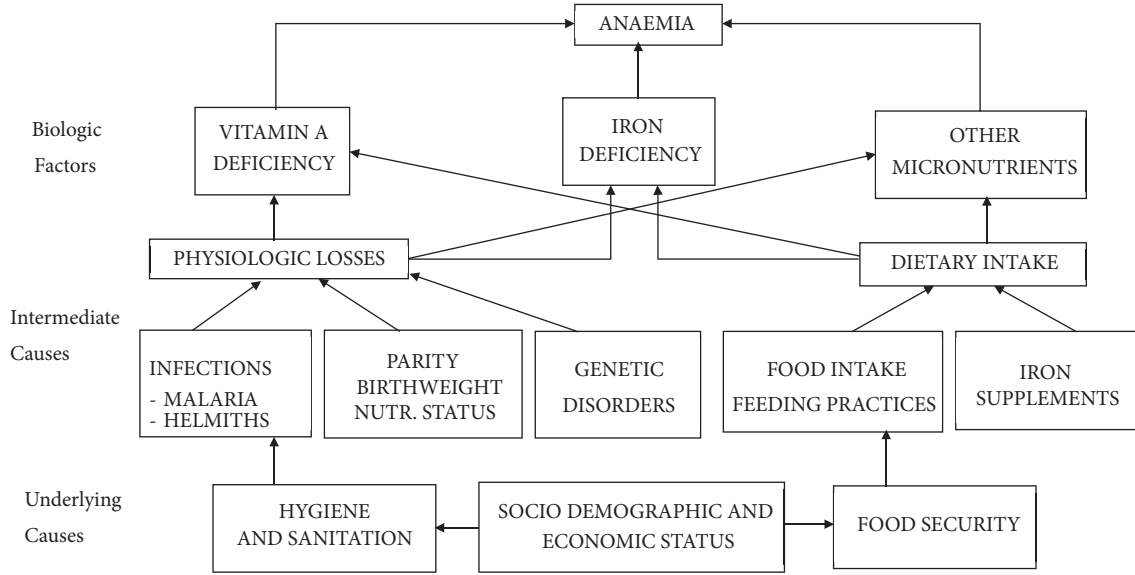 ANAEMIA
Biologic
Factors
VITAMIN A
DEFICIENCY
IRON
DEFICIENCY
OTHER
MICRONUTRIENTS
PHYSIOLOGIC LOSSES
DIETARY INTAKE
Intermediate
Causes
INFECTIONS
- MALARIA
- HELMITHS
PARITY
BIRTHWEIGHT
NUTR. STATUS
GENETIC
DISORDERS
FOOD INTAKE
FEEDING PRACTICES
IRON
SUPPLEMENTS
Underlying
Causes
HYGIENE
AND SANITATION
SOCIO DEMOGRAPHIC AND
ECONOMIC STATUS
FOOD SECURITY